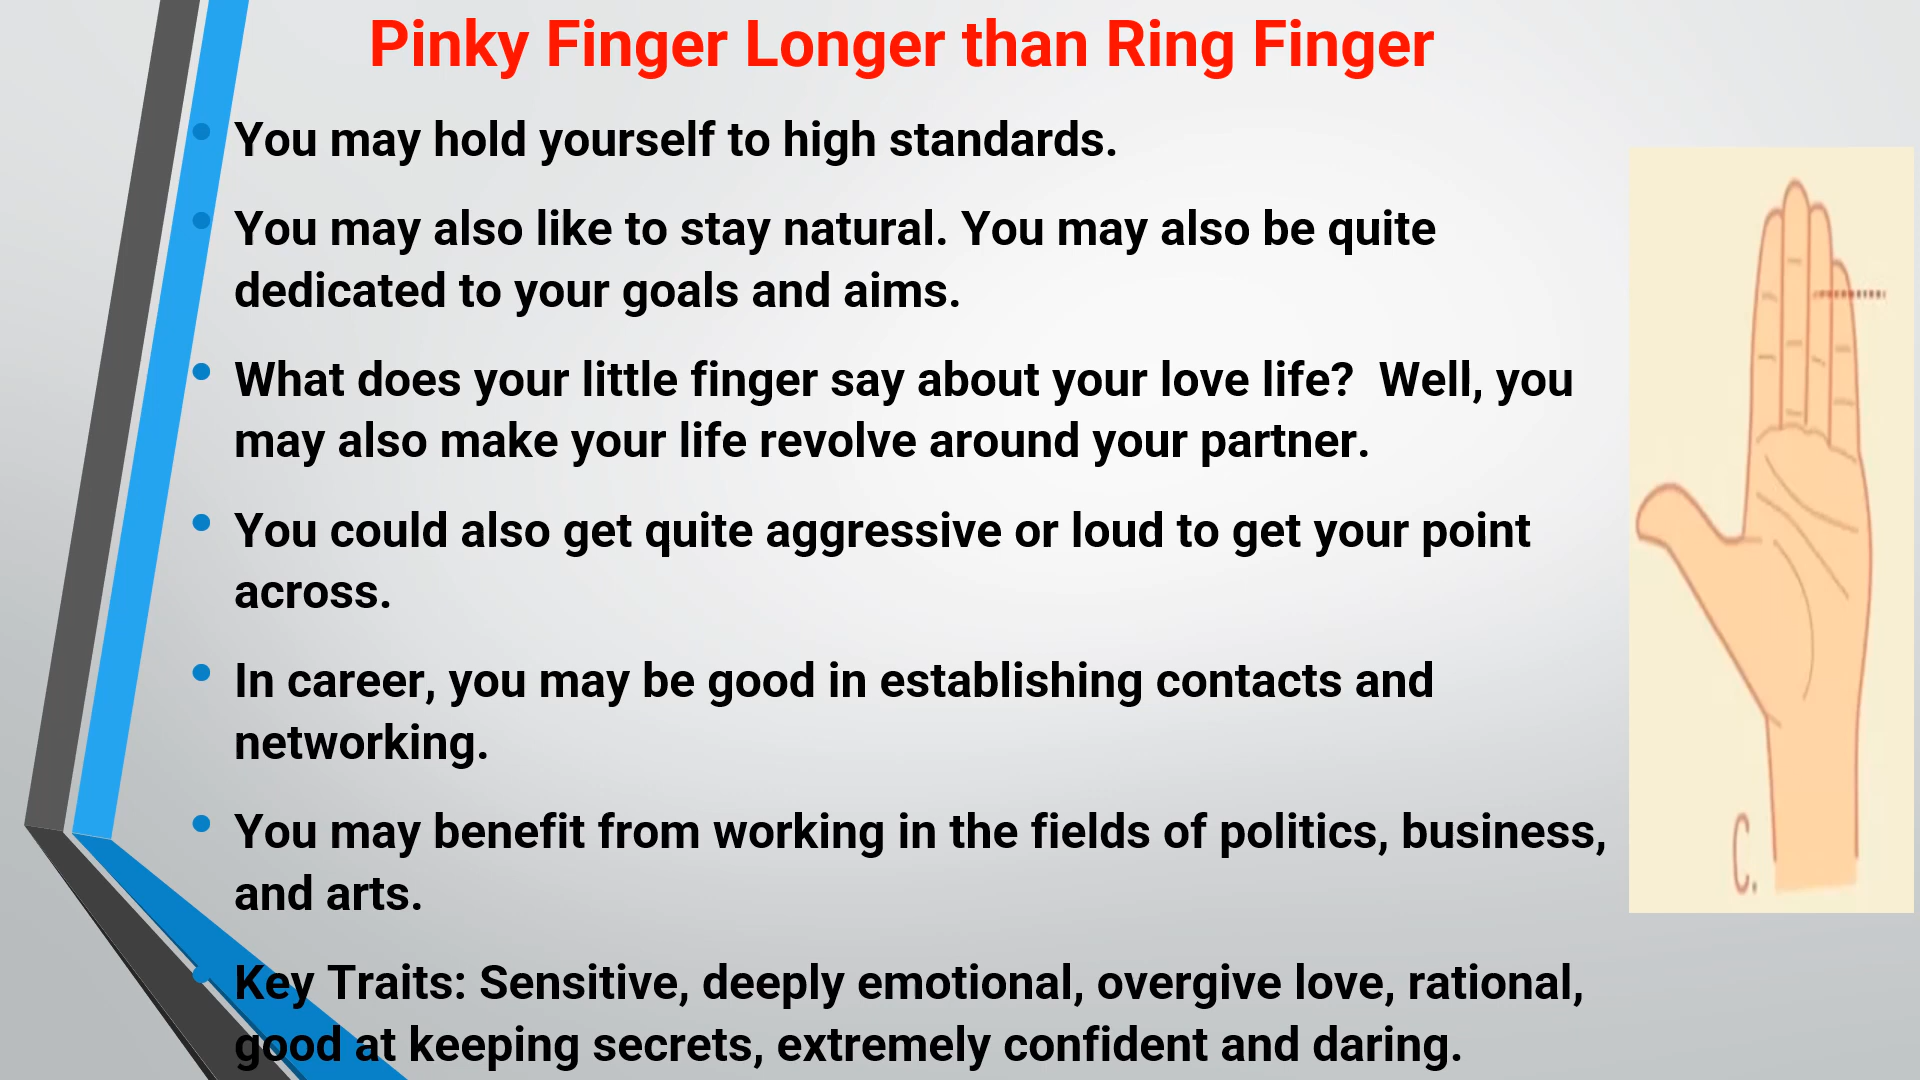 Pinky Finger Longer than Ring Finger
• You may hold yourself to high standards.
• You may also like to stay natural. You may also be quite
dedicated to your goals and aims.
• What does your little finger say about your love life?  Well, you
may also make your life revolve around your partner.
• You could also get quite aggressive or loud to get your point
across.
• In career, you may be good in establishing contacts and
networking.
• You may benefit from working in the fields of politics, business,
and arts.
• Key Traits: Sensitive, deeply emotional, overgive love, rational,
good at keeping secrets, extremely confident and daring.
C.